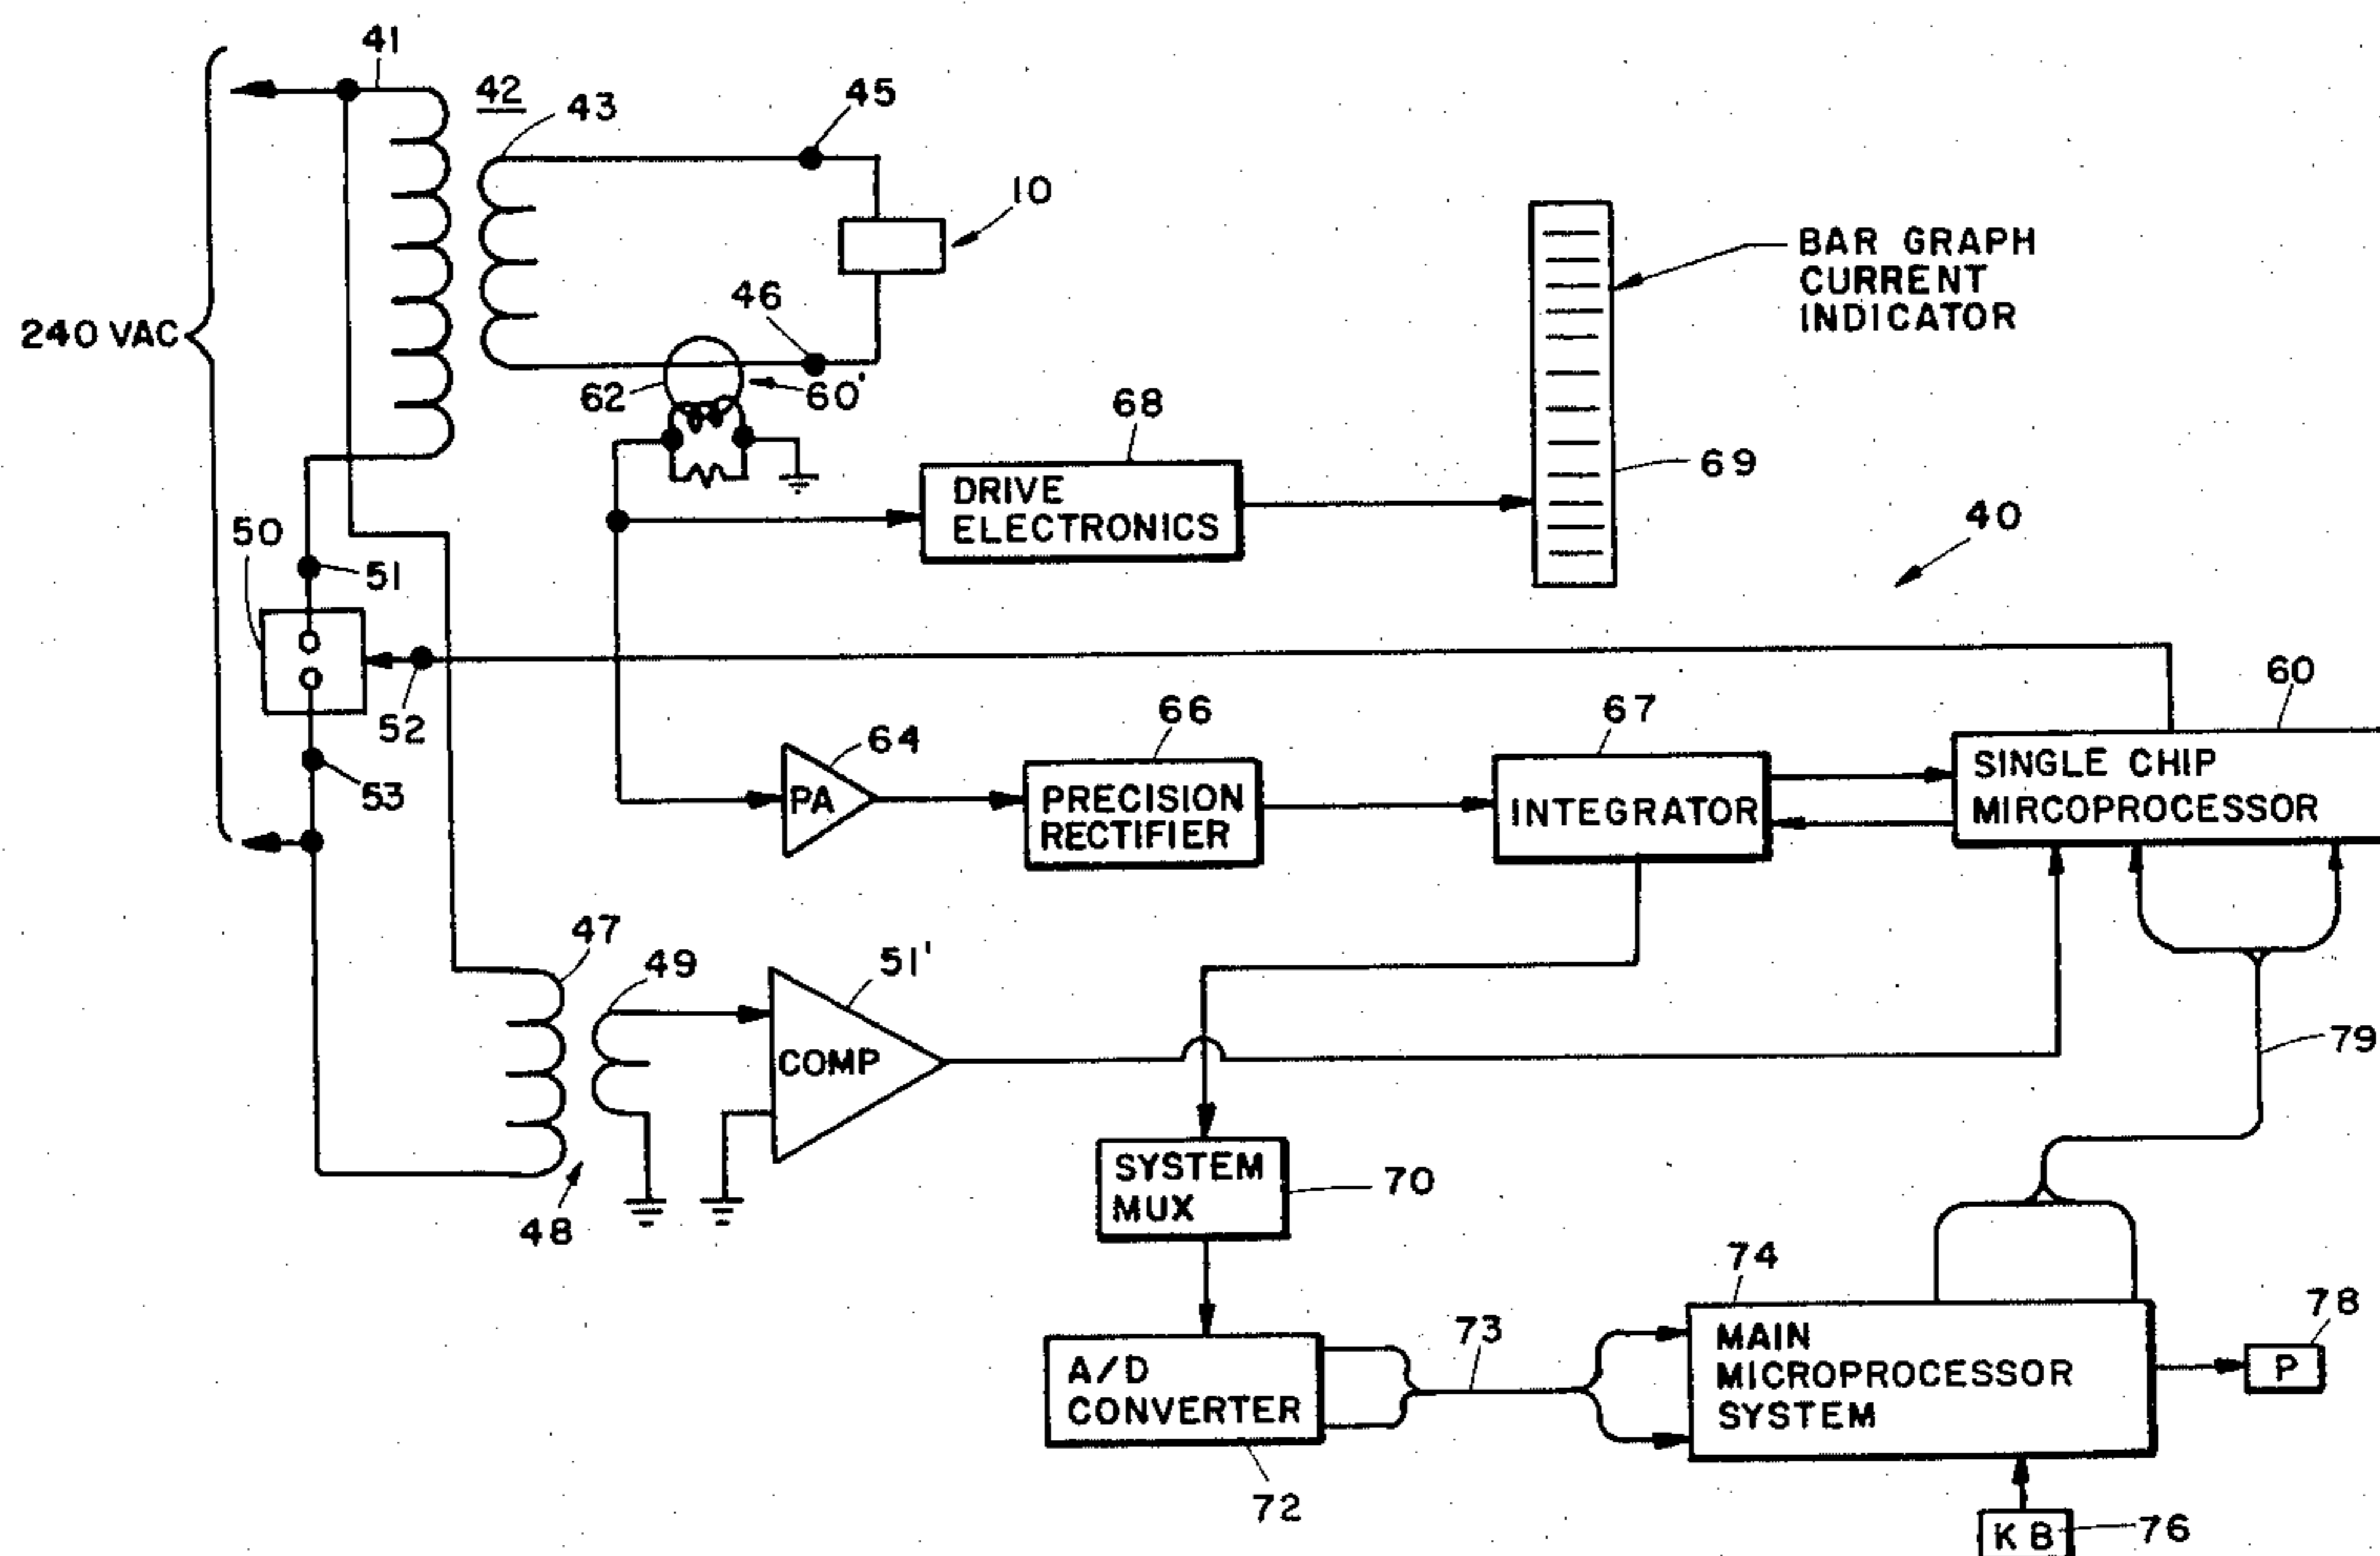 41
42
43
45
10
46
240 VAC
62
60'
BAR GRAPH
CURRENT
INDICATOR
68
69
DRIVE
ELECTRONICS
40
50
51
52
53
60
64
66
67
PA
PRECISION
RECTIFIER
INTEGRATOR
SINGLE CHIP
MIRCOPROCESSOR
47
49
51'
COMP
79
48
SYSTEM
MUX
70
74
73
78
A/D
CONVERTER
MAIN
MICROPROCESSOR
SYSTEM
P
72
KB
76